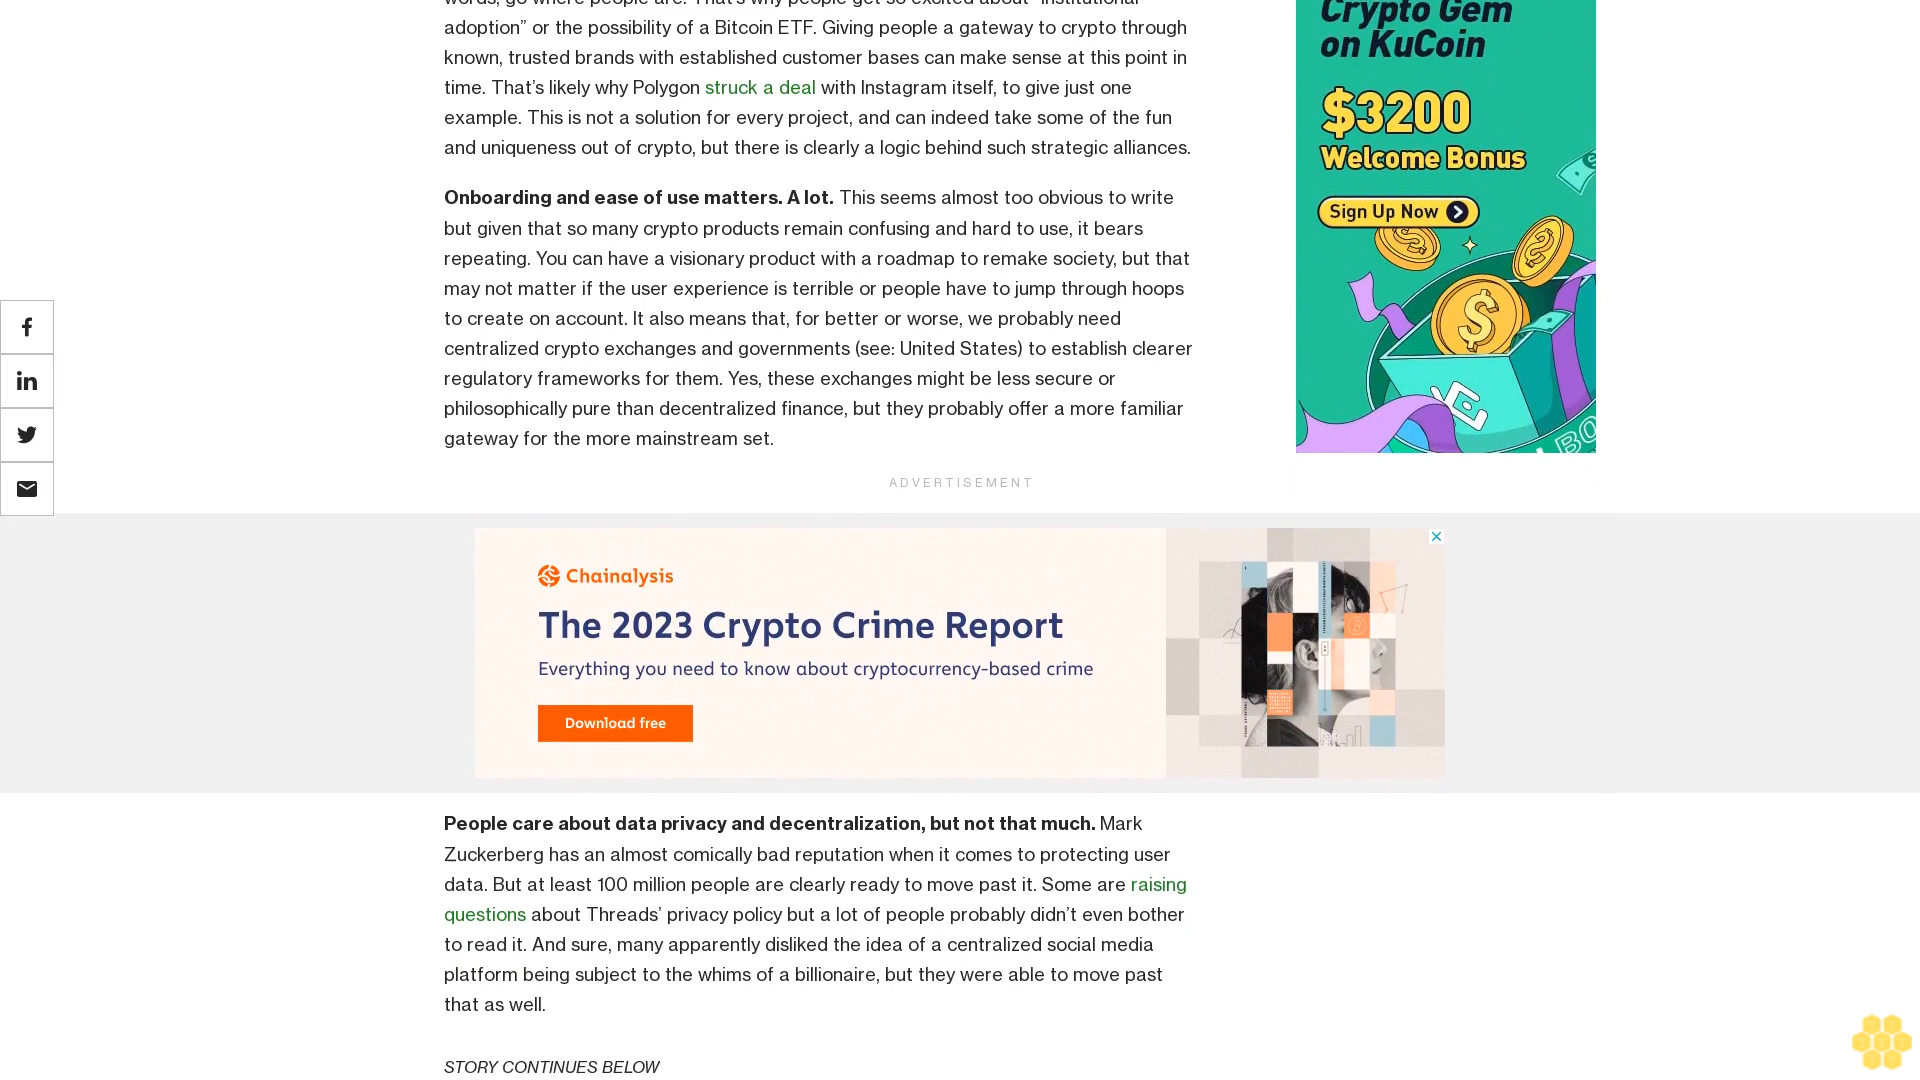 words, go where people are. That's why people get so excited about "institutional
adoption" or the possibility of a Bitcoin ETF. Giving people a gateway to crypto through
known, trusted brands with established customer bases can make sense at this point in
time. That's likely why Polygon struck a deal with Instagram itself, to give just one
example. This is not a solution for every project, and can indeed take some of the fun
and uniqueness out of crypto, but there is clearly a logic behind such strategic alliances.
Onboarding and ease of use matters. A lot. This seems almost too obvious to write
but given that so many crypto products remain confusing and hard to use, it bears
repeating. You can have a visionary product with a roadmap to remake society, but that
may not matter if the user experience is terrible or people have to jump through hoops
to create on account. It also means that, for better or worse, we probably need
centralized crypto exchanges and governments (see: United States) to establish clearer
regulatory frameworks for them. Yes, these exchanges might be less secure or
philosophically pure than decentralized finance, but they probably offer a more familiar
gateway for the more mainstream set.
Crypto Gem
on KuCoin
$3200
Welcome Bonus
Sign Up Now
ADVERTISEMENT
Chainalysis
The 2023 Crypto Crime Report
Everything you need to know about cryptocurrency-based crime
Download free
People care about data privacy and decentralization, but not that much. Mark
Zuckerberg has an almost comically bad reputation when it comes to protecting user
data. But at least 100 million people are clearly ready to move past it. Some are raising
questions about Threads' privacy policy but a lot of people probably didn't even bother
to read it. And sure, many apparently disliked the idea of a centralized social media
platform being subject to the whims of a billionaire, but they were able to move past
that as well.
STORY CONTINUES BELOW